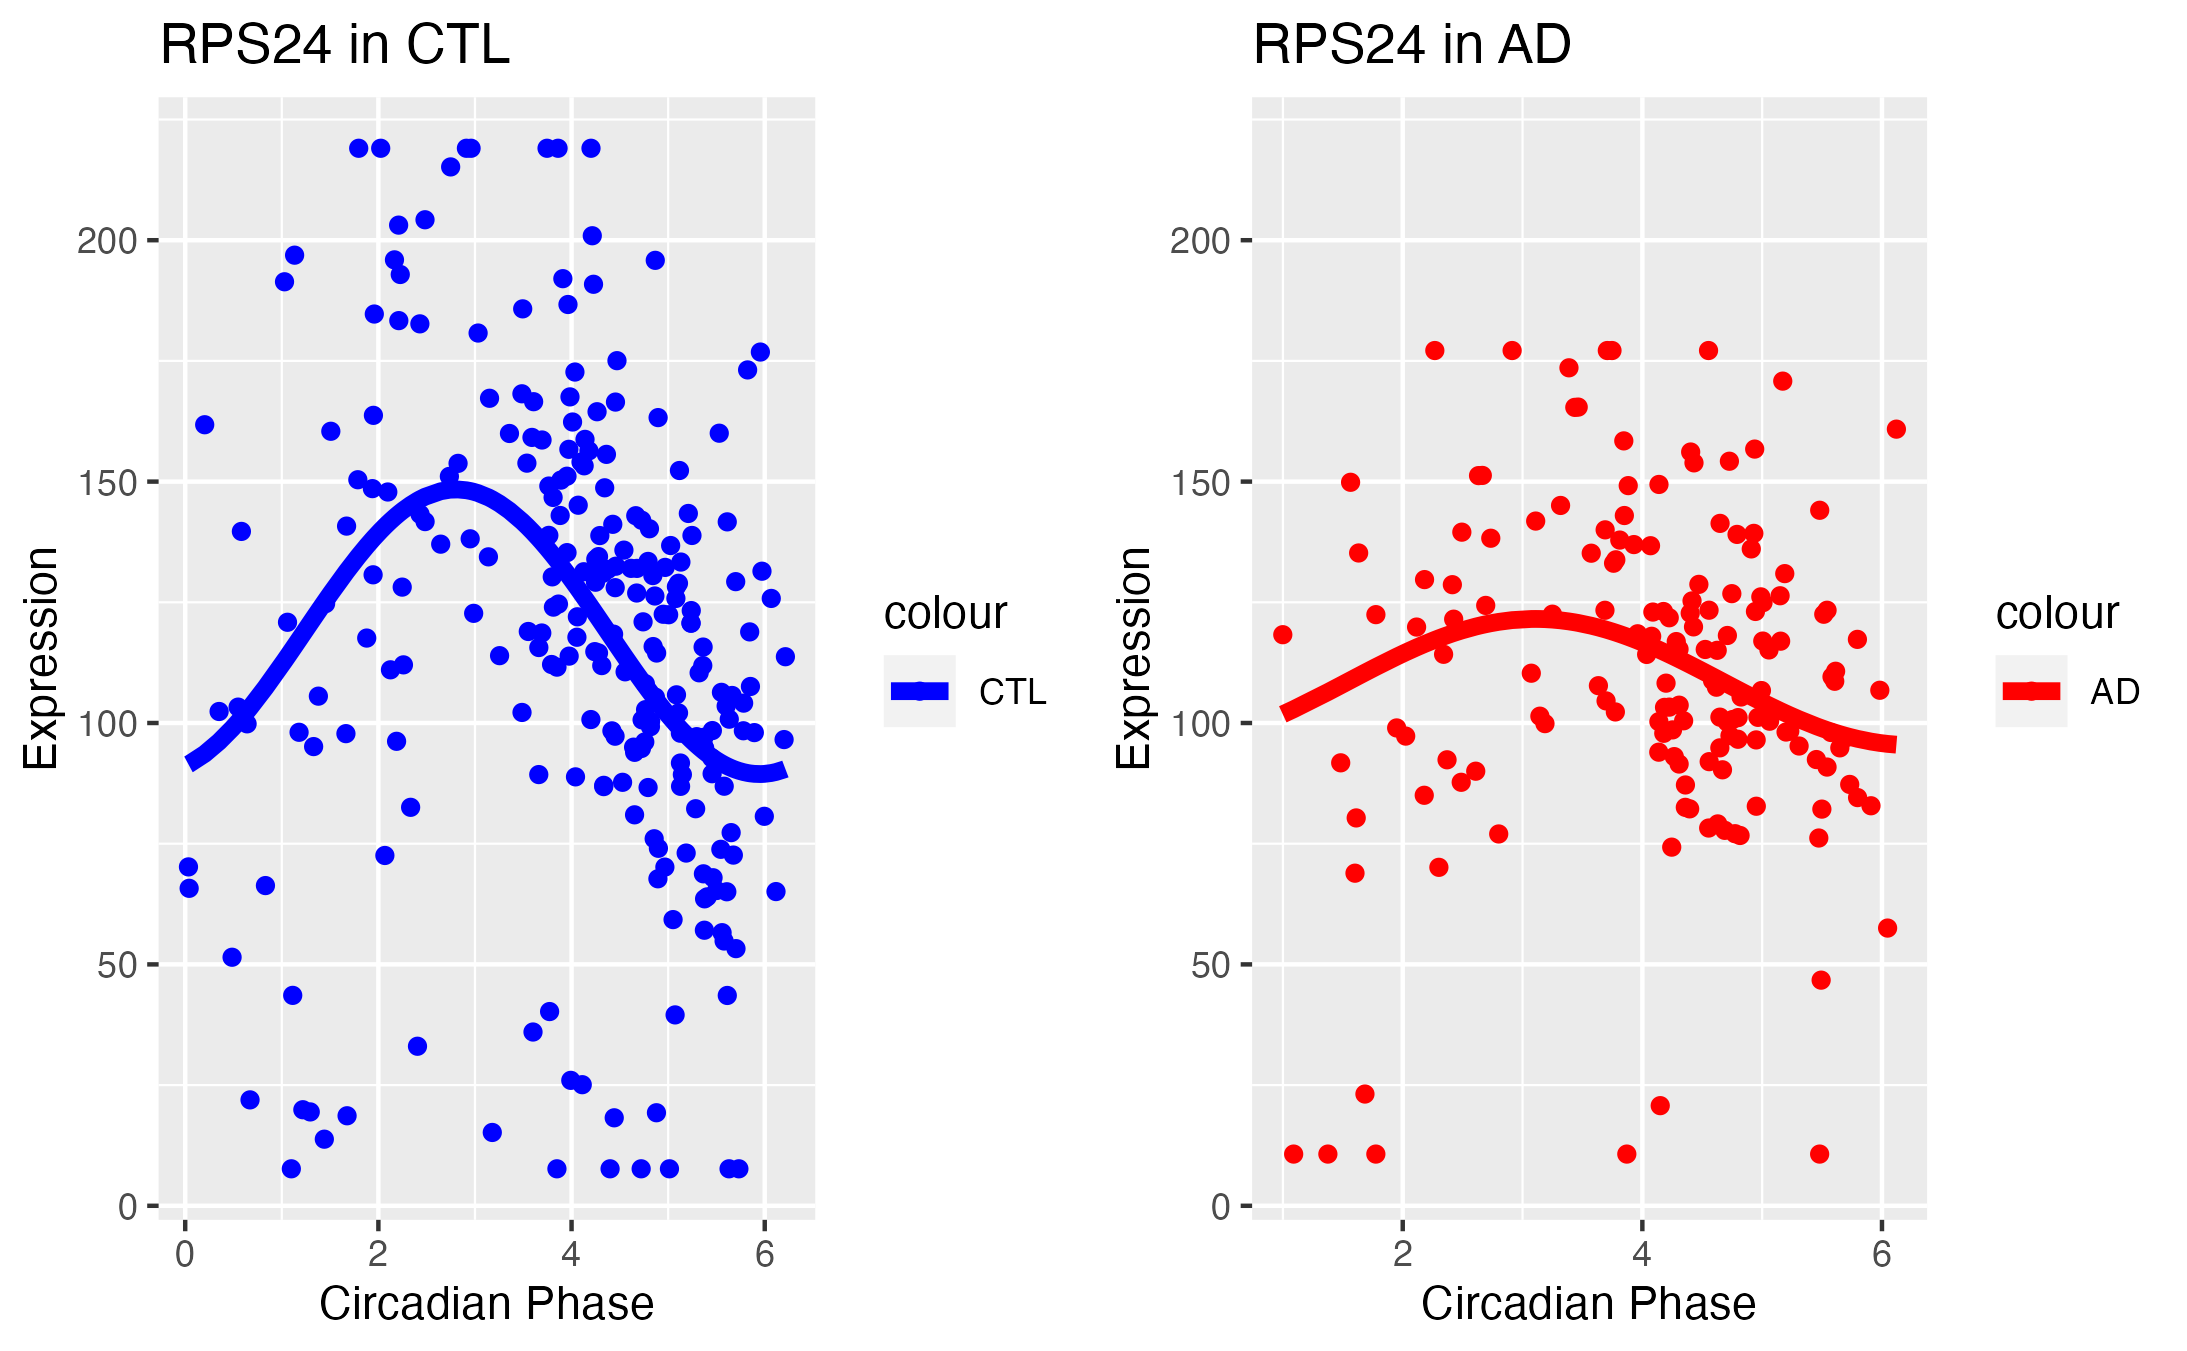 RPS24 in CTL
200
150
100
50
0
Expression
0 2 4 6
Circadian Phase
colour
CTL
RPS24 in AD
200
150
100
50
0
Expression
2 4 6
Circadian Phase
colour
AD